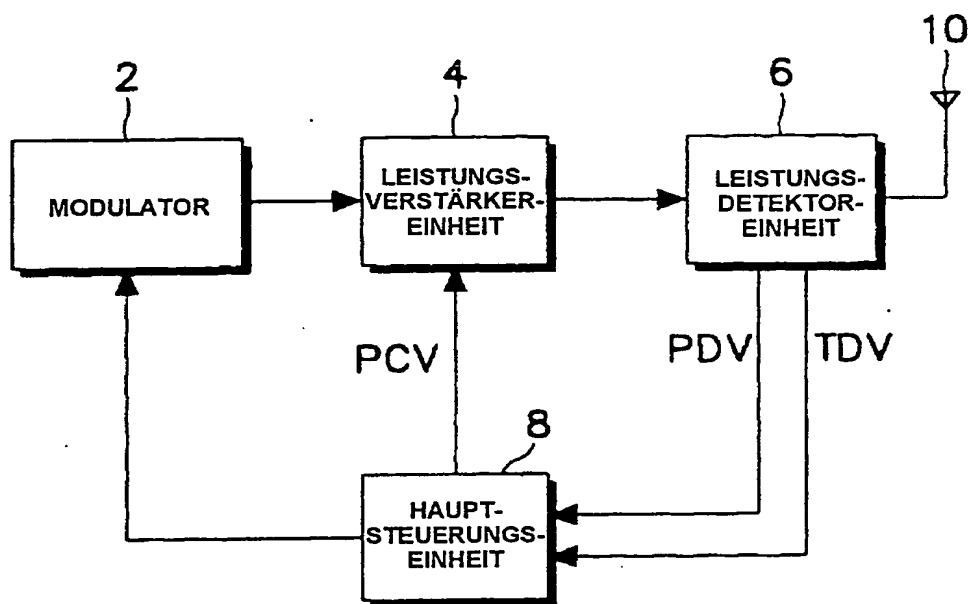 10
2
4
6
MODULATOR
LEISTUNGS-
VERSTÄRKER-
EINHEIT
LEISTUNGS-
DETEKTOR-
EINHEIT
PCV
PDV
TDV
8
HAUPT-
STEUERUNGS-
EINHEIT